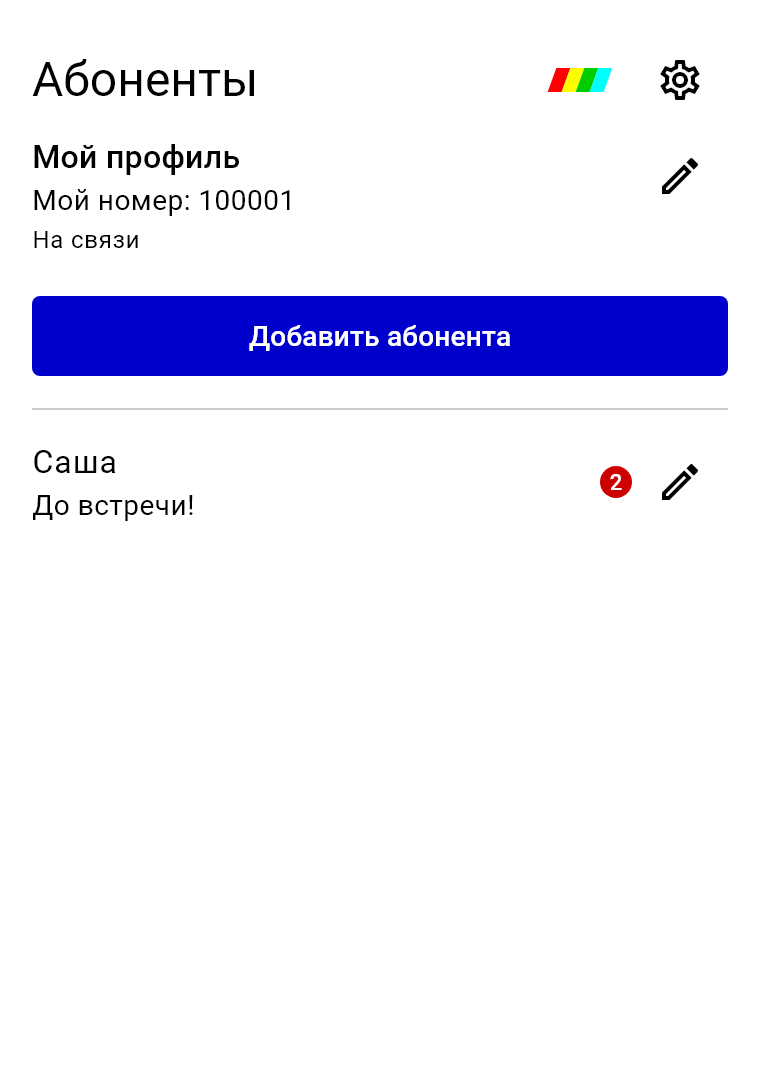 Абоненты
Мой профиль
Мой номер: 100001
На связи
Добавить абонента
Саша
2
До встречи!